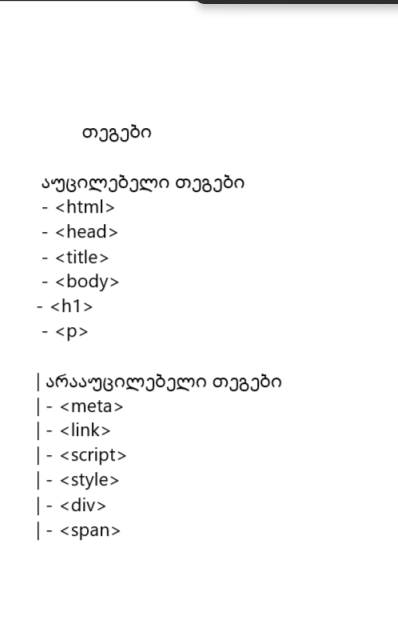 თეგები
აუცილებელი თეგები
- <html>
- <head>
- <title>
- <body>
- <h1>
- <p>
| არააუცილებელი თეგები
| - <meta>
| - <link>
| - <script>
| - <style>
| - <div>
| - <span>